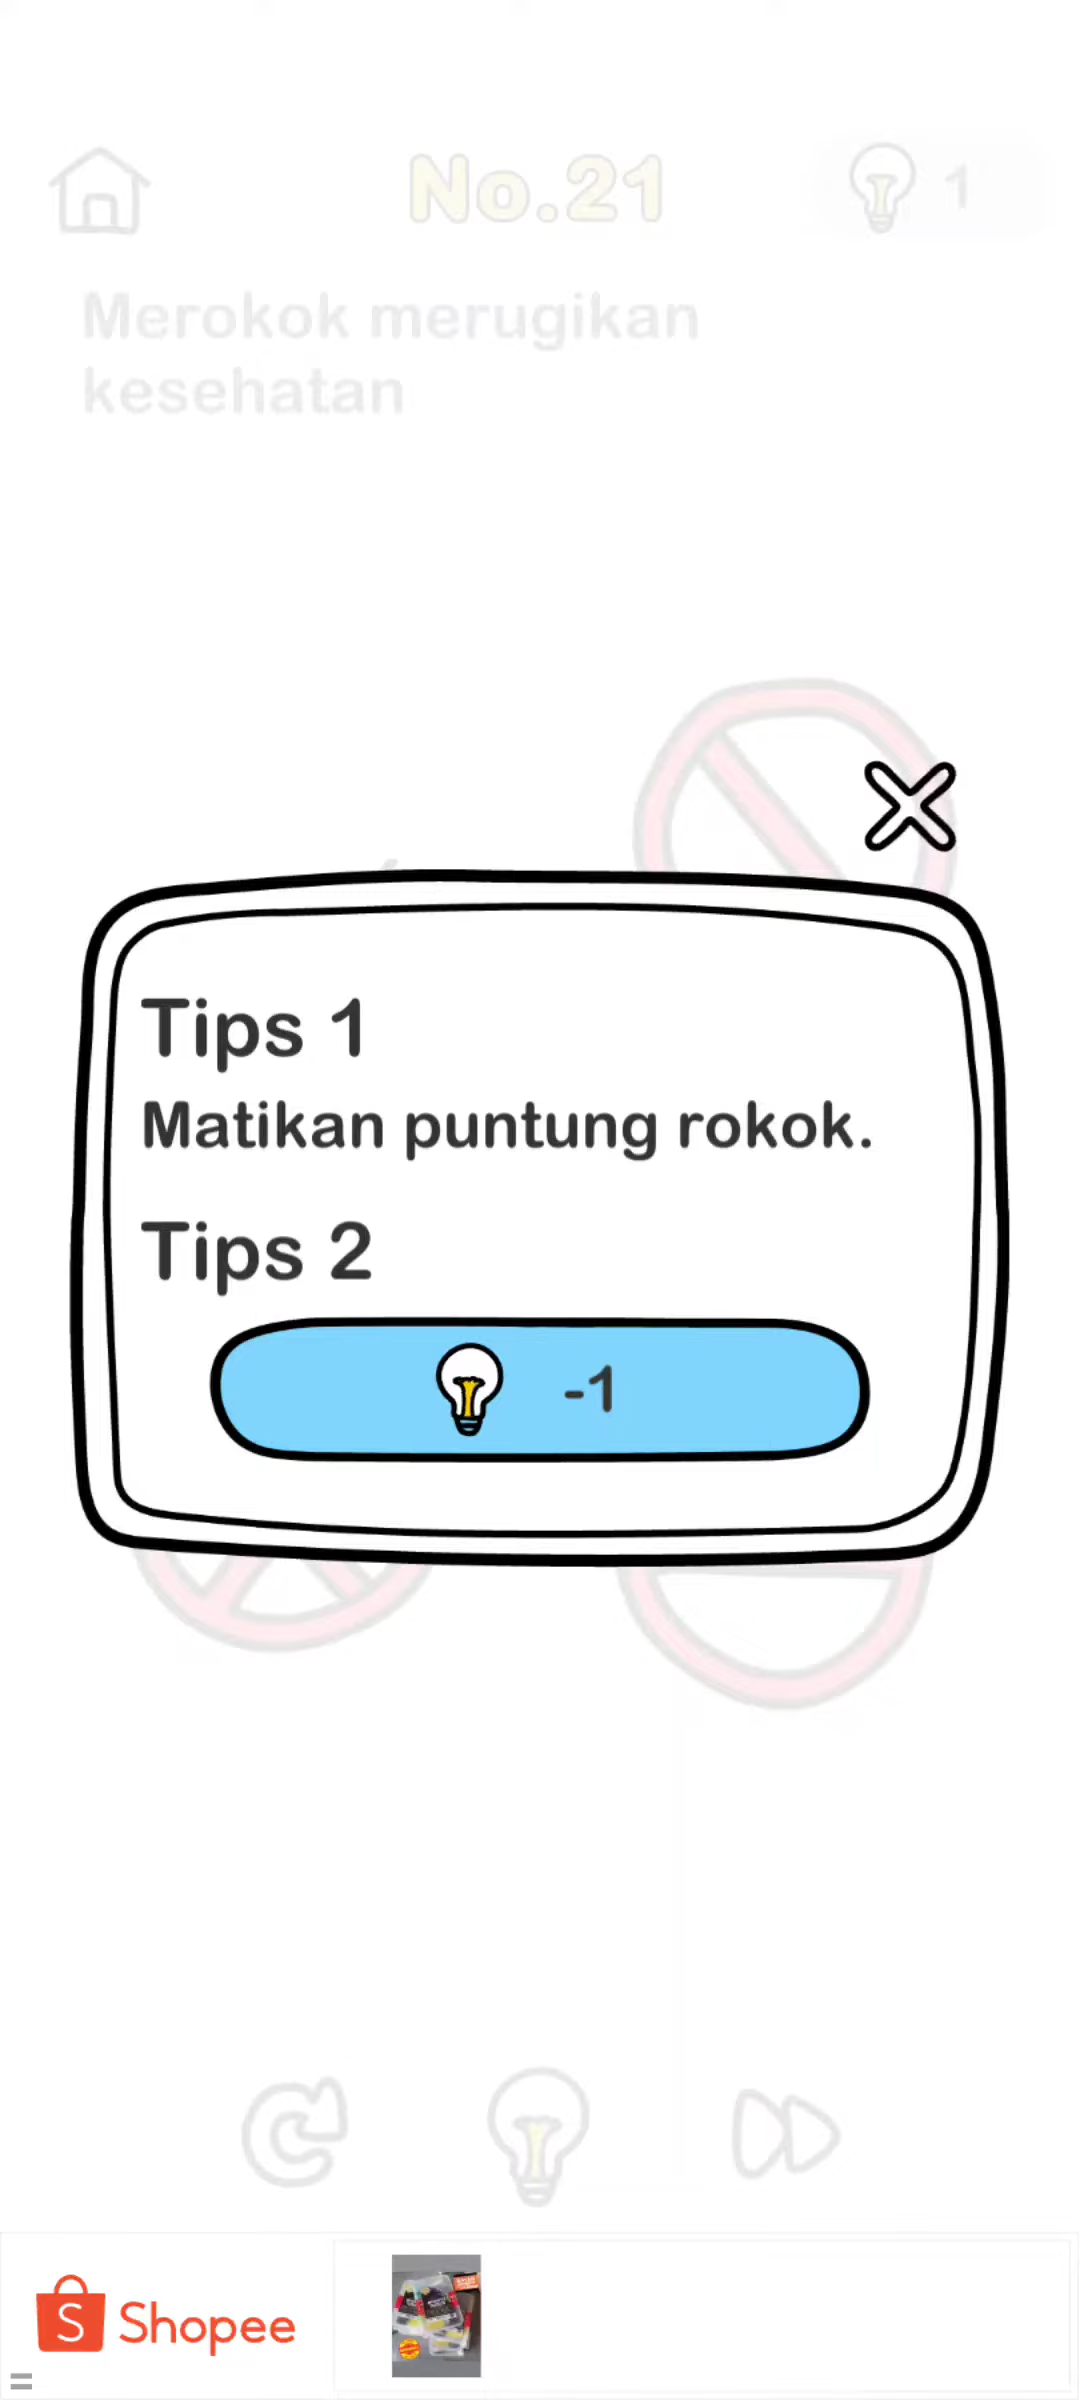 No.21
1
Merokok merugikan
kesehatan
Tips 1
Matikan puntung rokok.
Tips 2
-1
Shopee